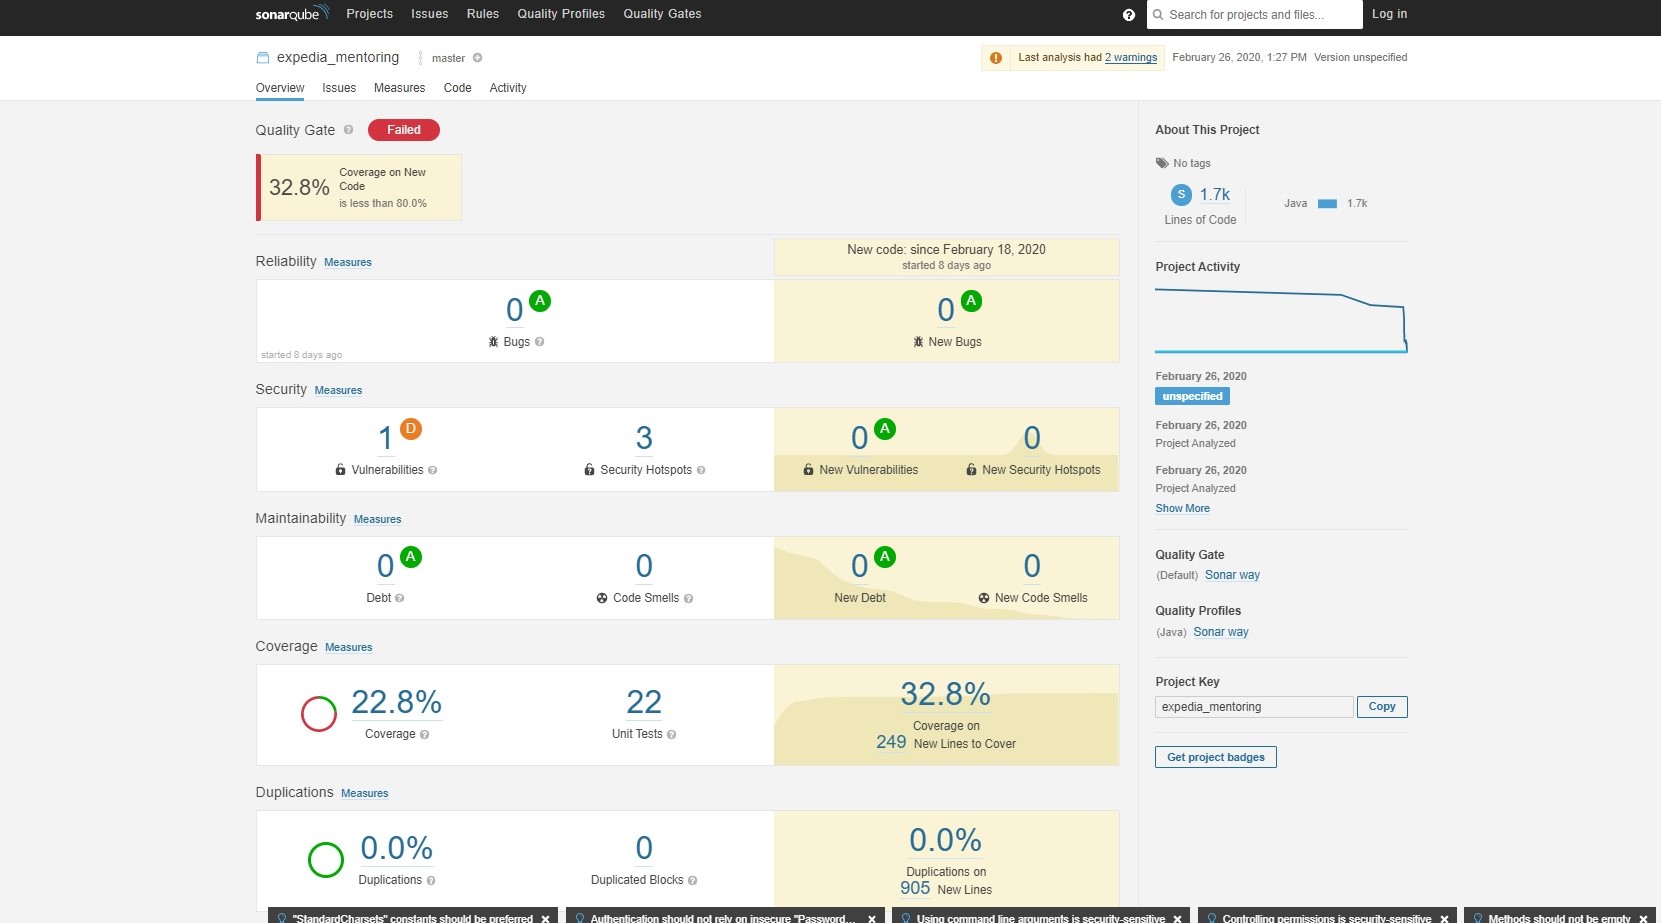 sonarqube Projects Issues Rules Quality Profiles Quality Gates ? Search for projects and files... Log in
expedia_mentoring master Last analysis had 2 warnings February 26, 2020, 1:27 PM Version unspecified
Overview Issues Measures Code Activity
Quality Gate ? Failed
32.8% Coverage on New
Code
is less than 80.0%
New code: since February 18, 2020
started 8 days ago
Reliability Measures
0 A
Bugs ?
started 8 days ago
0 A
New Bugs
Security Measures
1 D
Vulnerabilities ?
3
Security Hotspots ?
0 A
New Vulnerabilities
0
New Security Hotspots
Maintainability Measures
0 A
Debt ?
0
Code Smells ?
0 A
New Debt
0
New Code Smells
Coverage Measures
22.8%
Coverage ?
22
Unit Tests ?
32.8%
Coverage on
249 New Lines to Cover
Duplications Measures
0.0%
Duplications ?
0
Duplicated Blocks ?
0.0%
Duplications on
905 New Lines
About This Project
No tags
S 1.7k
Lines of Code
Java 1.7k
Project Activity
February 26, 2020
unspecified
February 26, 2020
Project Analyzed
February 26, 2020
Project Analyzed
Show More
Quality Gate
(Default) Sonar way
Quality Profiles
(Java) Sonar way
Project Key
expedia_mentoring Copy
Get project badges
"StandardCharsets" constants should be preferred x
Authentication should not rely on insecure "Password... x
Using command line arguments is security-sensitive x
Controlling permissions is security-sensitive x
Methods should not be empty x